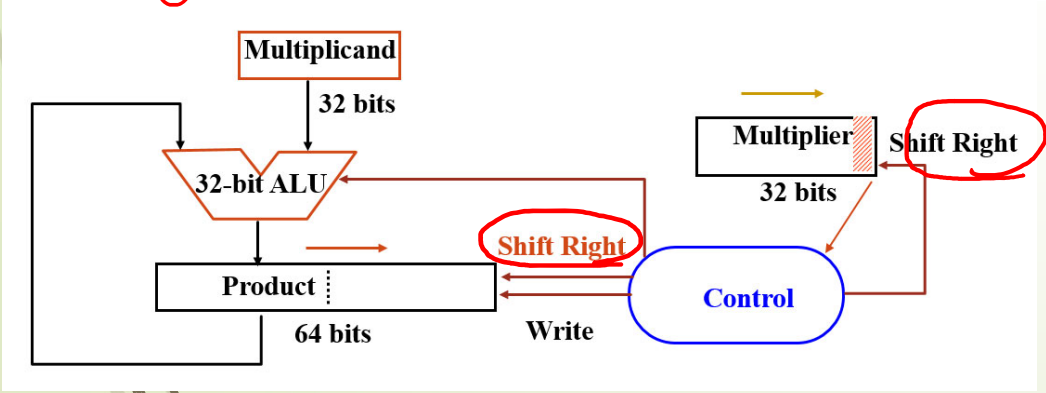 Multiplicand
32 bits
Multiplier
Shift Right
32-bit ALU
32 bits
Shift Right
Product
Control
64 bits
Write